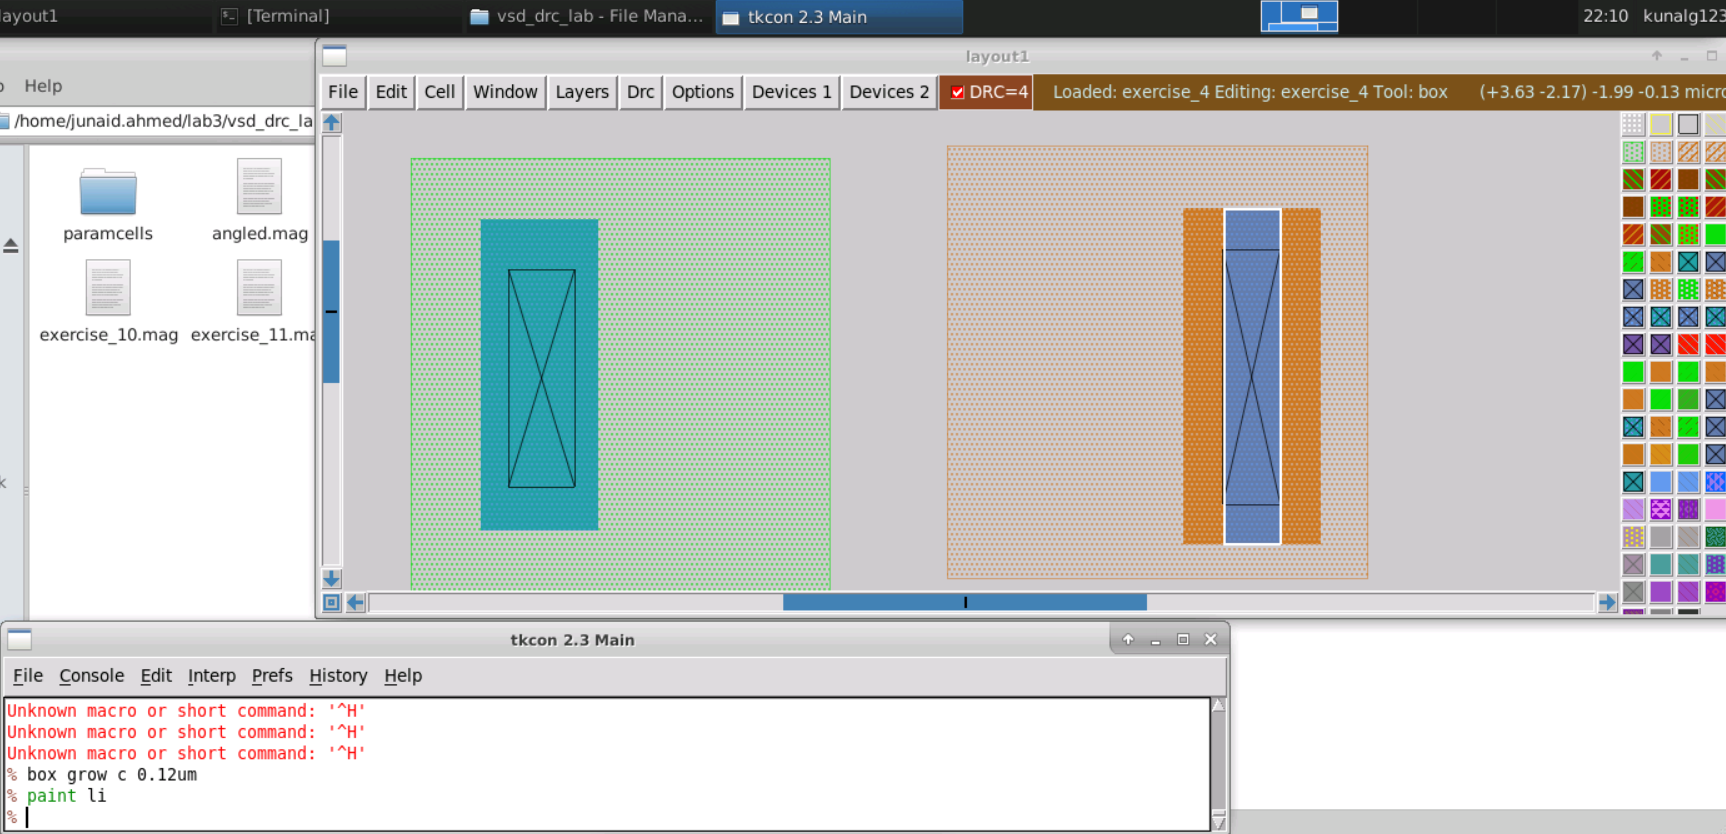 layout1
[Terminal]
vsd_drc_lab - File Mana...
tkcon 2.3 Main
22:10
kunalg123
layout1
Help
File
Edit
Cell
Window
Layers
Drc
Options
Devices 1
Devices 2
DRC=4
Loaded: exercise_4 Editing: exercise_4 Tool: box
(+3.63 -2.17) -1.99 -0.13 micro
/home/junaid.ahmed/lab3/vsd_drc_la
paramcells
angled.mag
exercise_10.mag
exercise_11.ma
tkcon 2.3 Main
File Console Edit Interp Prefs History Help
Unknown macro or short command: '^H'
Unknown macro or short command: '^H'
Unknown macro or short command: '^H'
% box grow c 0.12um
% paint li
%